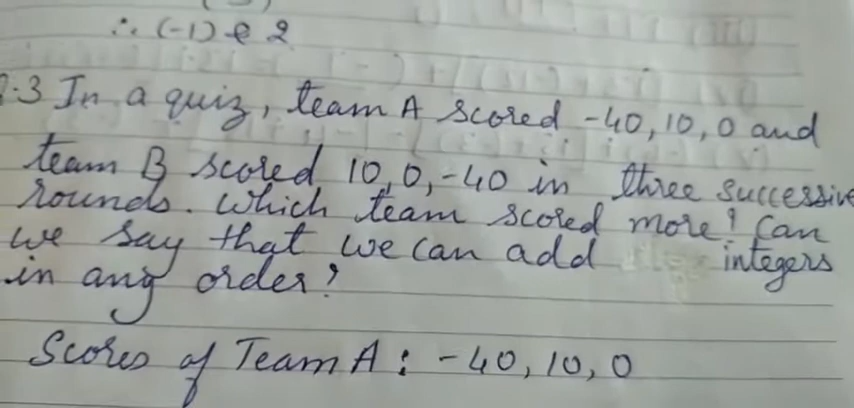 ∴ (-1) e 2
.3 In a quiz, team A scored -40, 10, 0 and
team B scored 10, 0, -40 in three successive
rounds. Which team scored more? Can
we say that we can add integers
in any order?
Scores of Team A : -40, 10, 0